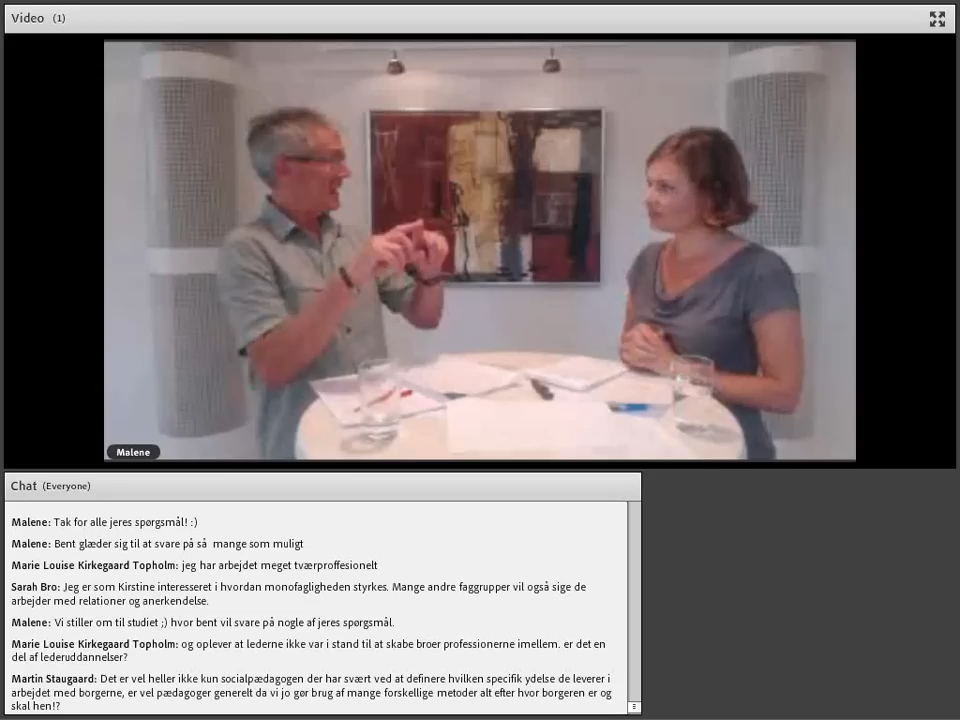 Video (1)
Malene
Chat (Everyone)
Malene: Tak for alle jeres spørgsmål! :)
Malene: Bent glæder sig til at svare på så  mange som muligt
Marie Louise Kirkegaard Topholm: jeg har arbejdet meget tværproffesionelt
Sarah Bro: Jeg er som Kirstine interesseret i hvordan monofagligheden styrkes. Mange andre faggrupper vil også sige de
arbejder med relationer og anerkendelse.
Malene: Vi stiller om til studiet ;) hvor bent vil svare på nogle af jeres spørgsmål.
Marie Louise Kirkegaard Topholm: og oplever at lederne ikke var i stand til at skabe broer professionerne imellem. er det en
del af lederuddannelser?
Martin Staugaard: Det er vel heller ikke kun socialpædagogen der har svært ved at definere hvilken specifik ydelse de leverer i
arbejdet med borgerne, er vel pædagoger generelt da vi jo gør brug af mange forskellige metoder alt efter hvor borgeren er og
skal hen!?